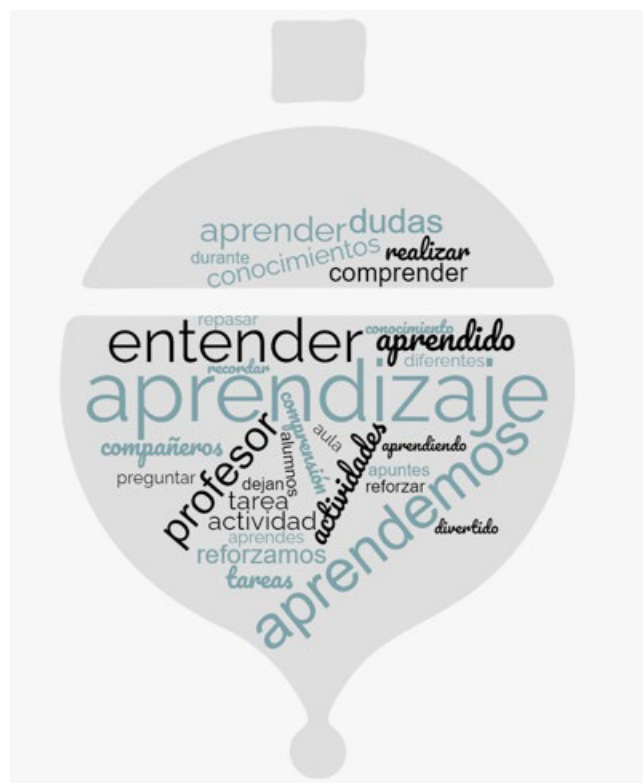 aprender
dudas
durante
conocimientos
realizar
comprender
repasar
entender
conocimiento
aprendido
diferentes
recordar
aprendizaje
compañeros
profesor
alumnos
comprensión
aula
actividades
aprendiendo
preguntar
dejan
apuntes
tarea
reforzar
actividad
aprendemos
divertido
aprendes
reforzamos
tareas